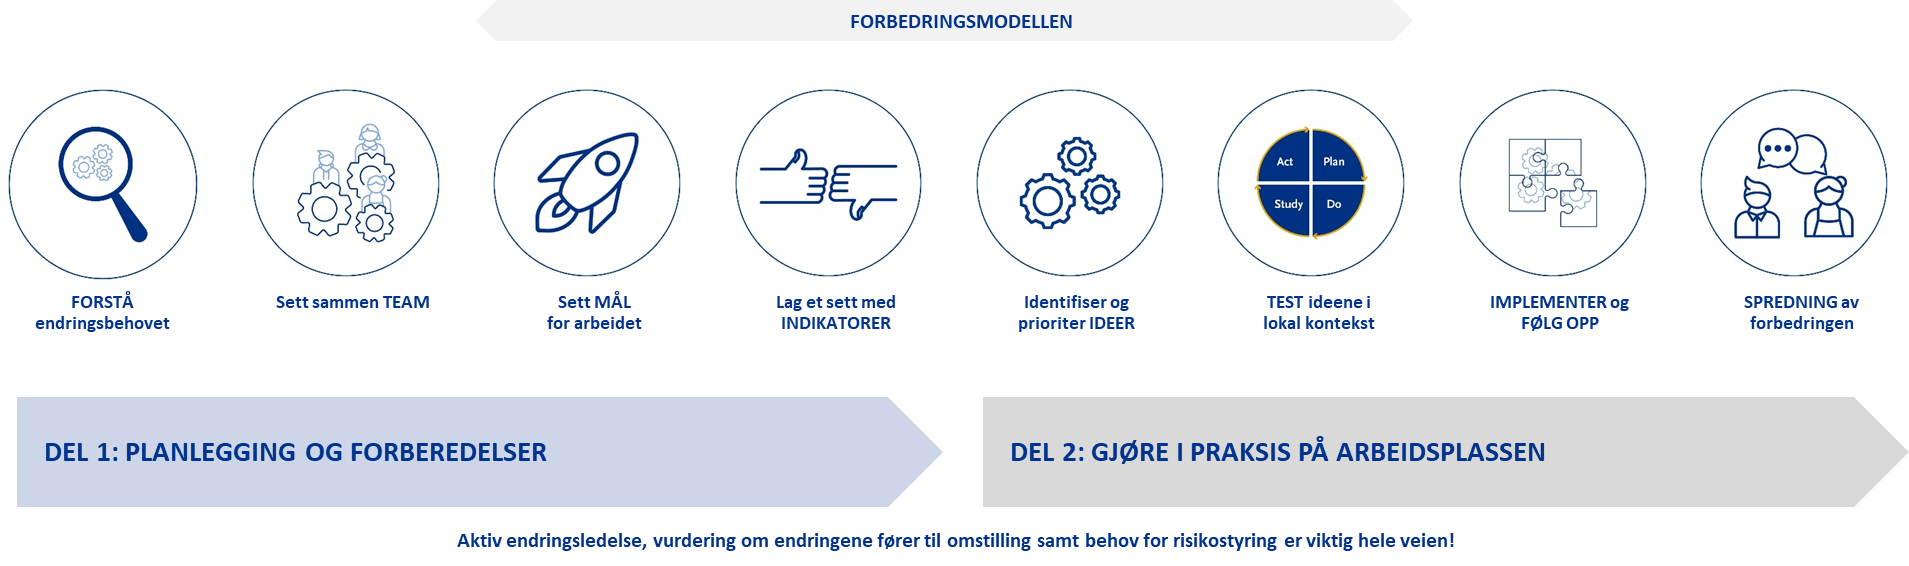 FORBEDRINGSMODELLEN
Act
Plan
Study
Do
FORSTÅ
endringsbehovet
Sett sammen TEAM
Sett MÅL
for arbeidet
Lag et sett med
INDIKATORER
Identifiser og
prioriter IDEER
TEST ideene i
lokal kontekst
IMPLEMENTER og
FØLG OPP
SPREDNING av
forbedringen
DEL 1: PLANLEGGING OG FORBEREDELSER
DEL 2: GJØRE I PRAKSIS PÅ ARBEIDSPLASSEN
Aktiv endringsledelse, vurdering om endringene fører til omstilling samt behov for risikostyring er viktig hele veien!